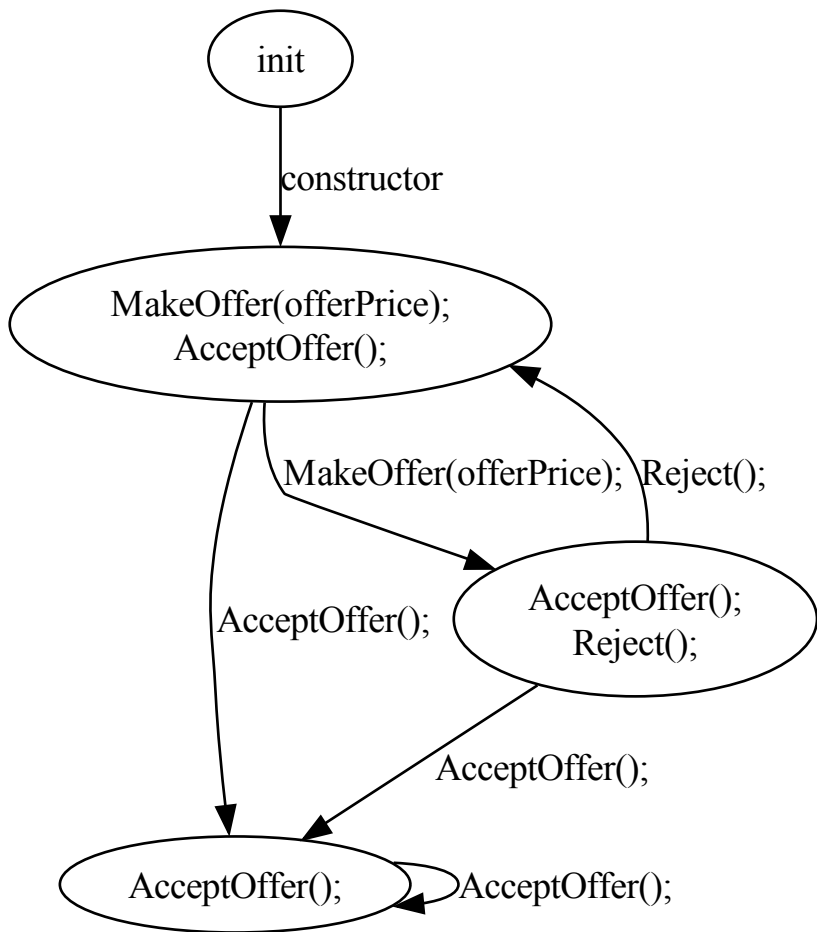 init
constructor
MakeOffer(offerPrice);
AcceptOffer();
MakeOffer(offerPrice);
Reject();
AcceptOffer();
AcceptOffer();
Reject();
AcceptOffer();
AcceptOffer();
AcceptOffer();